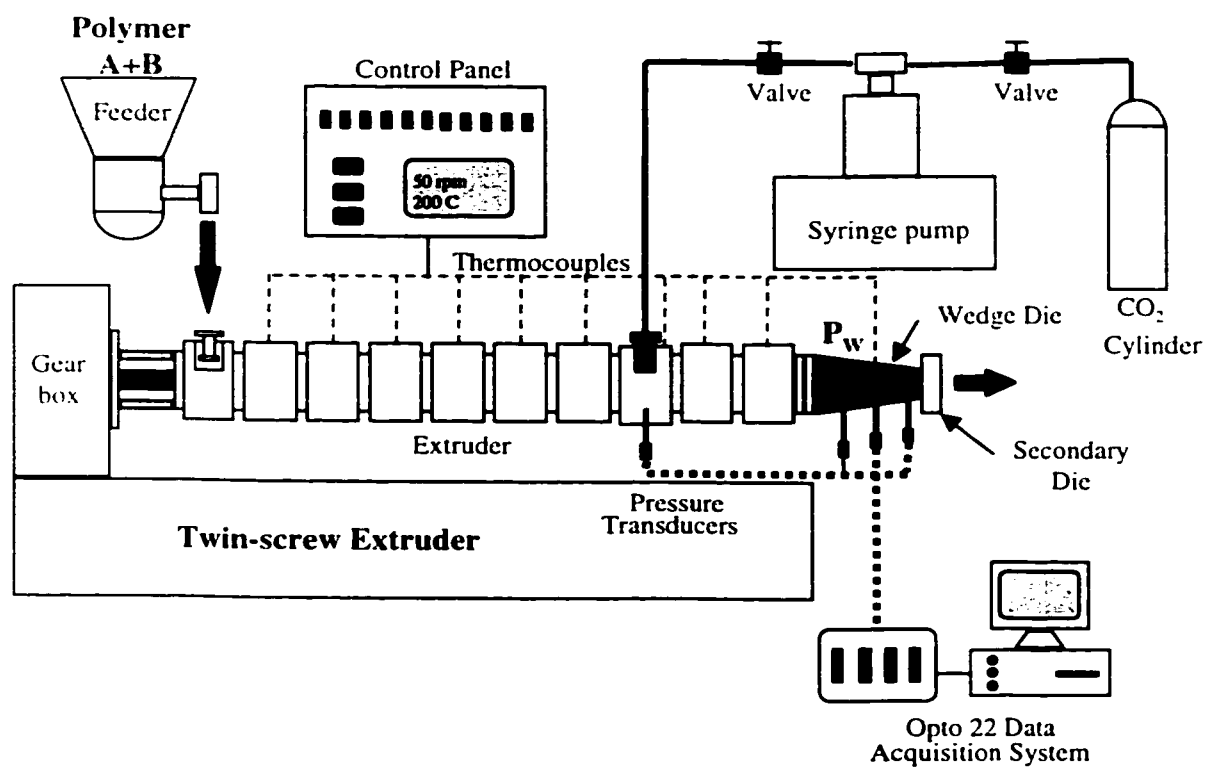 Polymer
A+B
Feeder
Control Panel
50 rpm
200 C
Valve
Valve
Syringe pump
CO₂
Cylinder
Thermocouples
Gear
box
Extruder
P_W
Wedge Die
Secondary
Die
Pressure
Transducers
Twin-screw Extruder
Opto 22 Data
Acquisition System